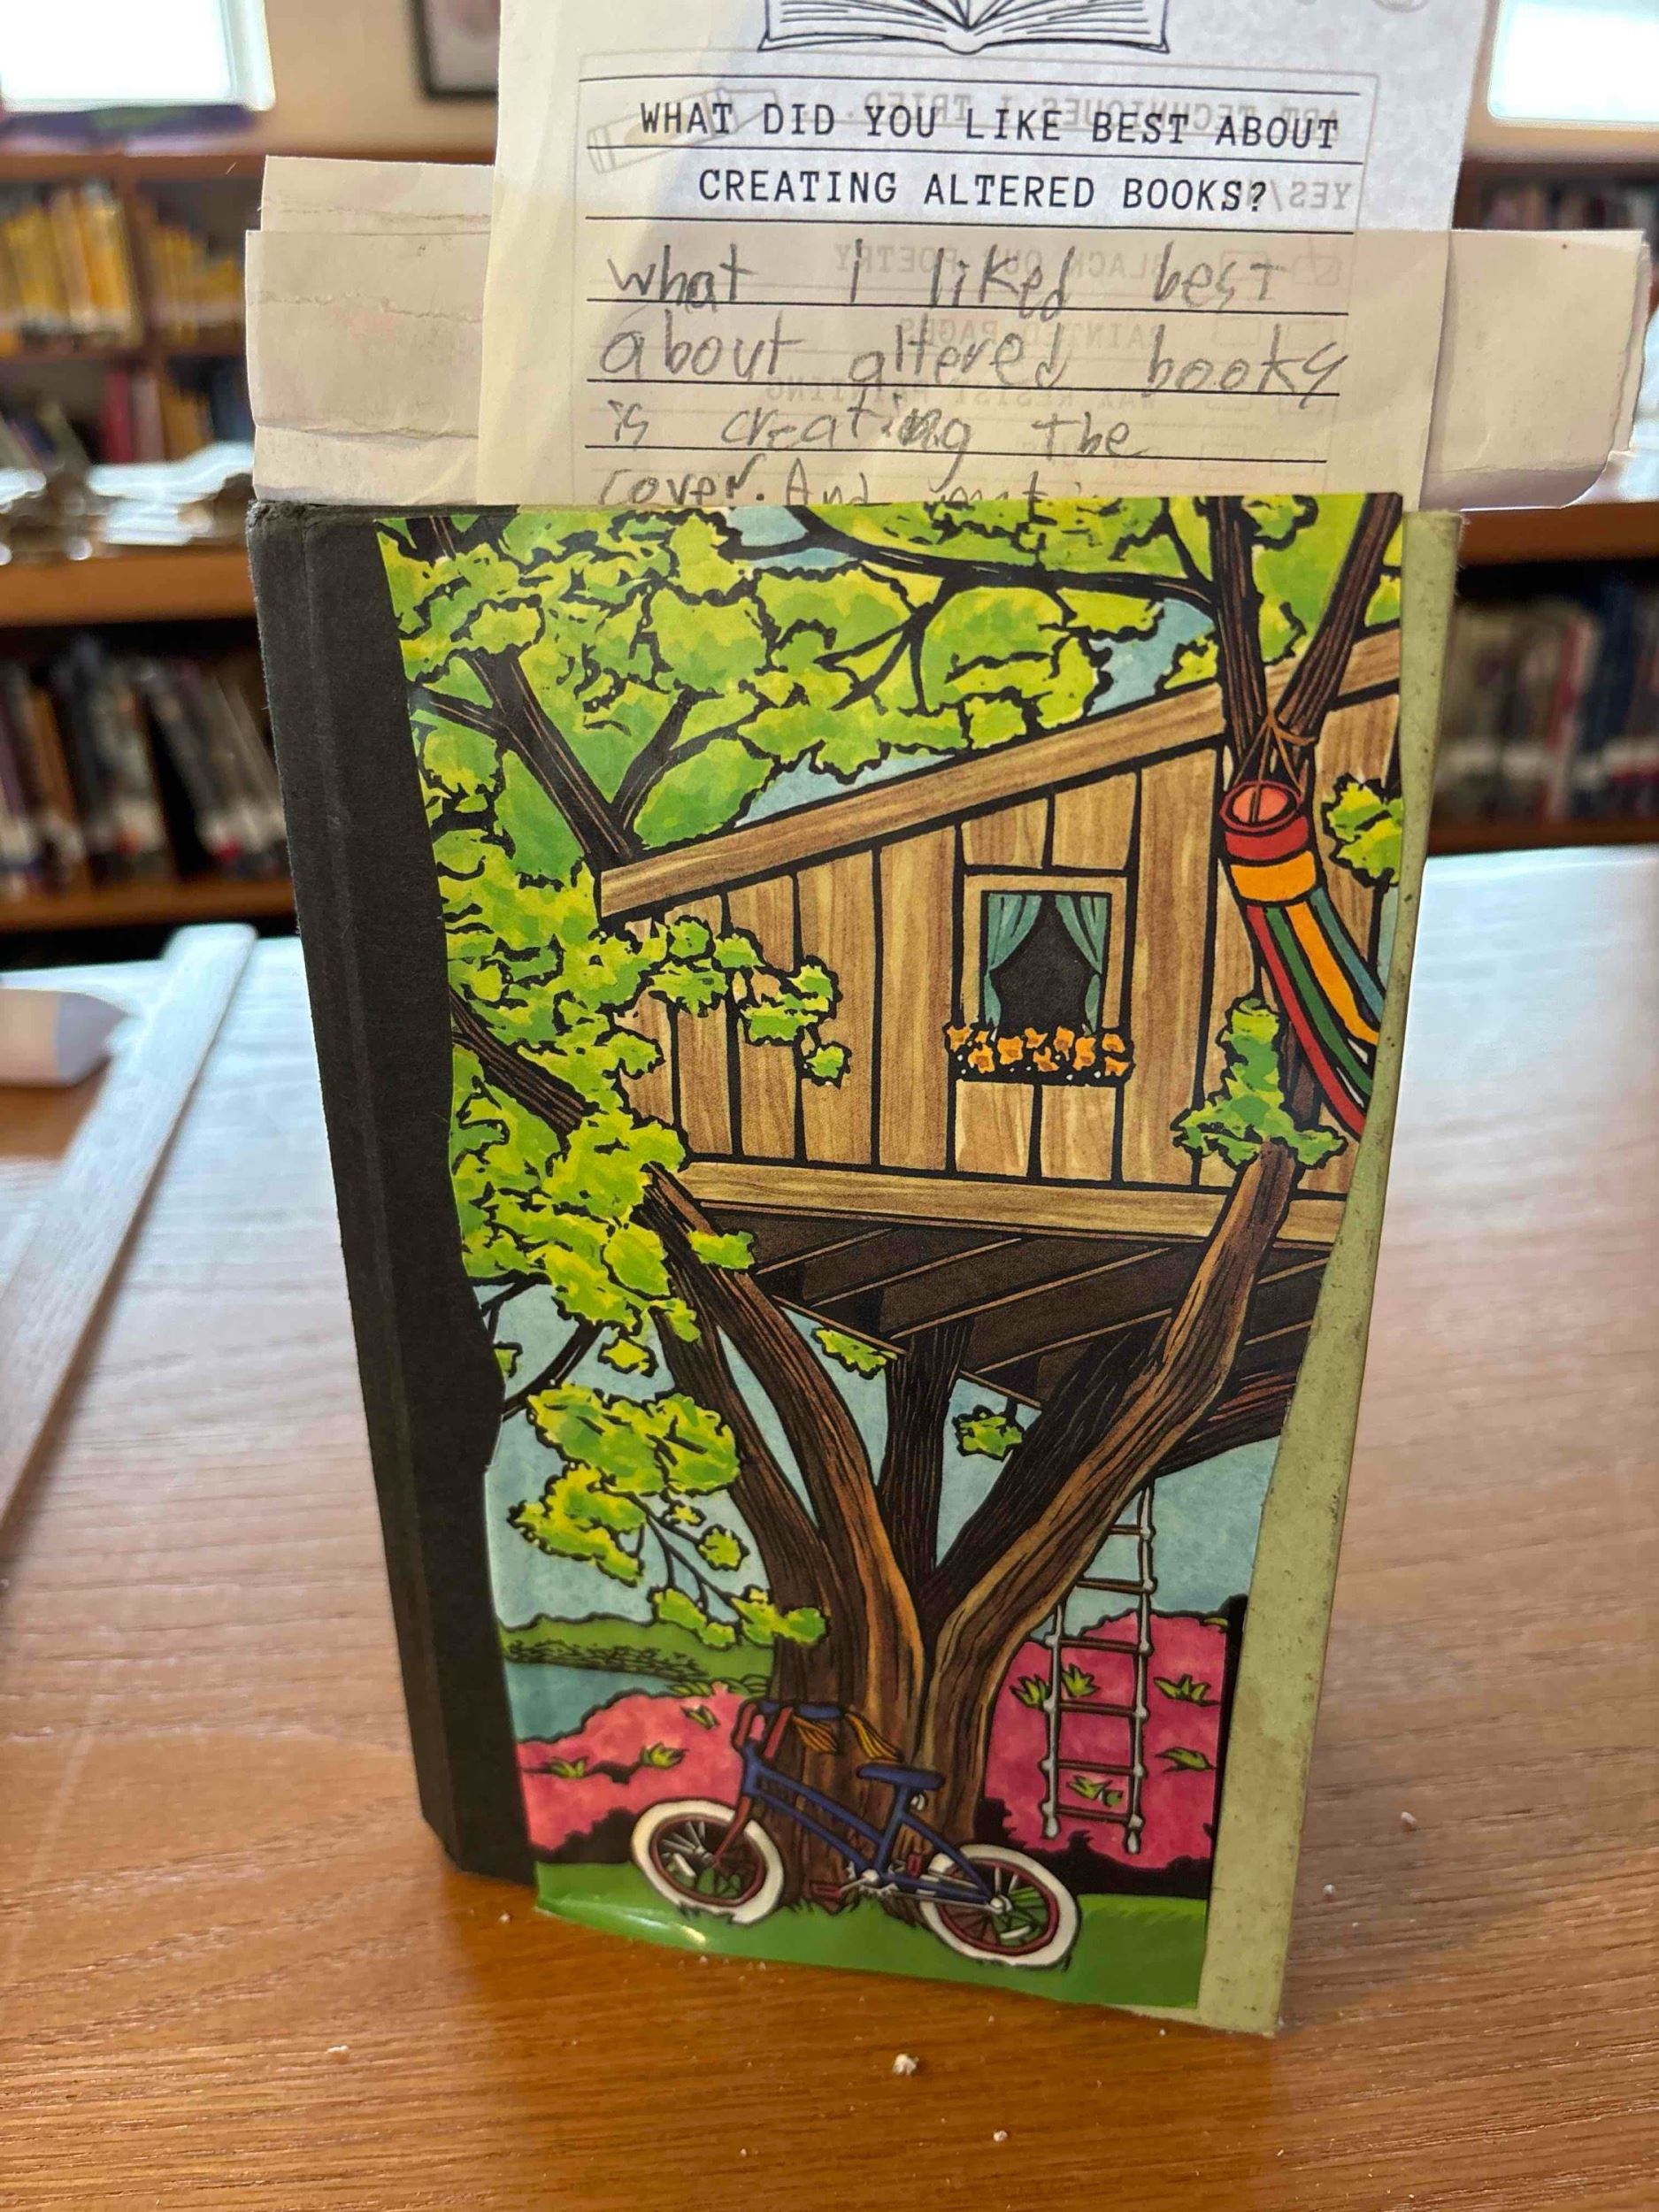 WHAT DID YOU LIKE BEST ABOUT
CREATING ALTERED BOOKS?
what i liked best
about altered books
is creating the
cover. And